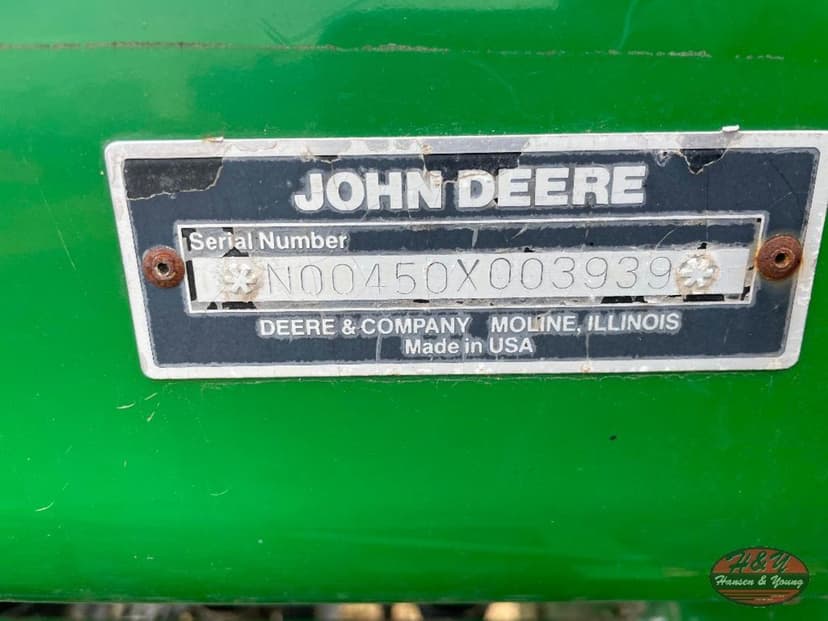 JOHN DEERE
Serial Number
*N00450X003939*
DEERE & COMPANY MOLINE, ILLINOIS
Made in USA
H&Y
Hansen & Young